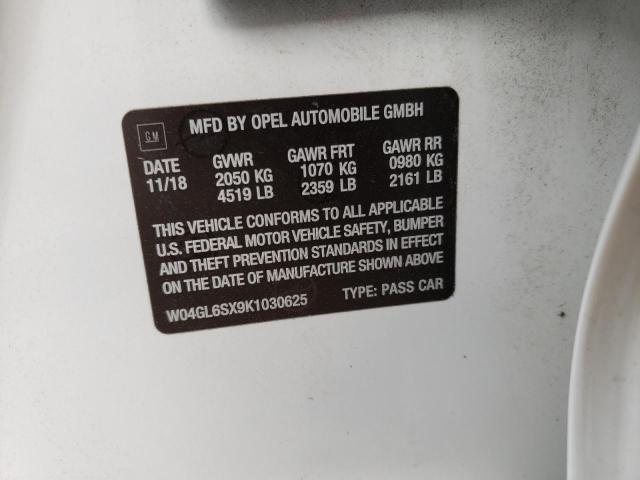 GM
MFD BY OPEL AUTOMOBILE GMBH
DATE GVWR GAWR FRT GAWR RR
11/18 2050 KG 1070 KG 0980 KG
4519 LB 2359 LB 2161 LB
THIS VEHICLE CONFORMS TO ALL APPLICABLE
U.S. FEDERAL MOTOR VEHICLE SAFETY, BUMPER
AND THEFT PREVENTION STANDARDS IN EFFECT
ON THE DATE OF MANUFACTURE SHOWN ABOVE
W04GL6SX9K1030625 TYPE: PASS CAR